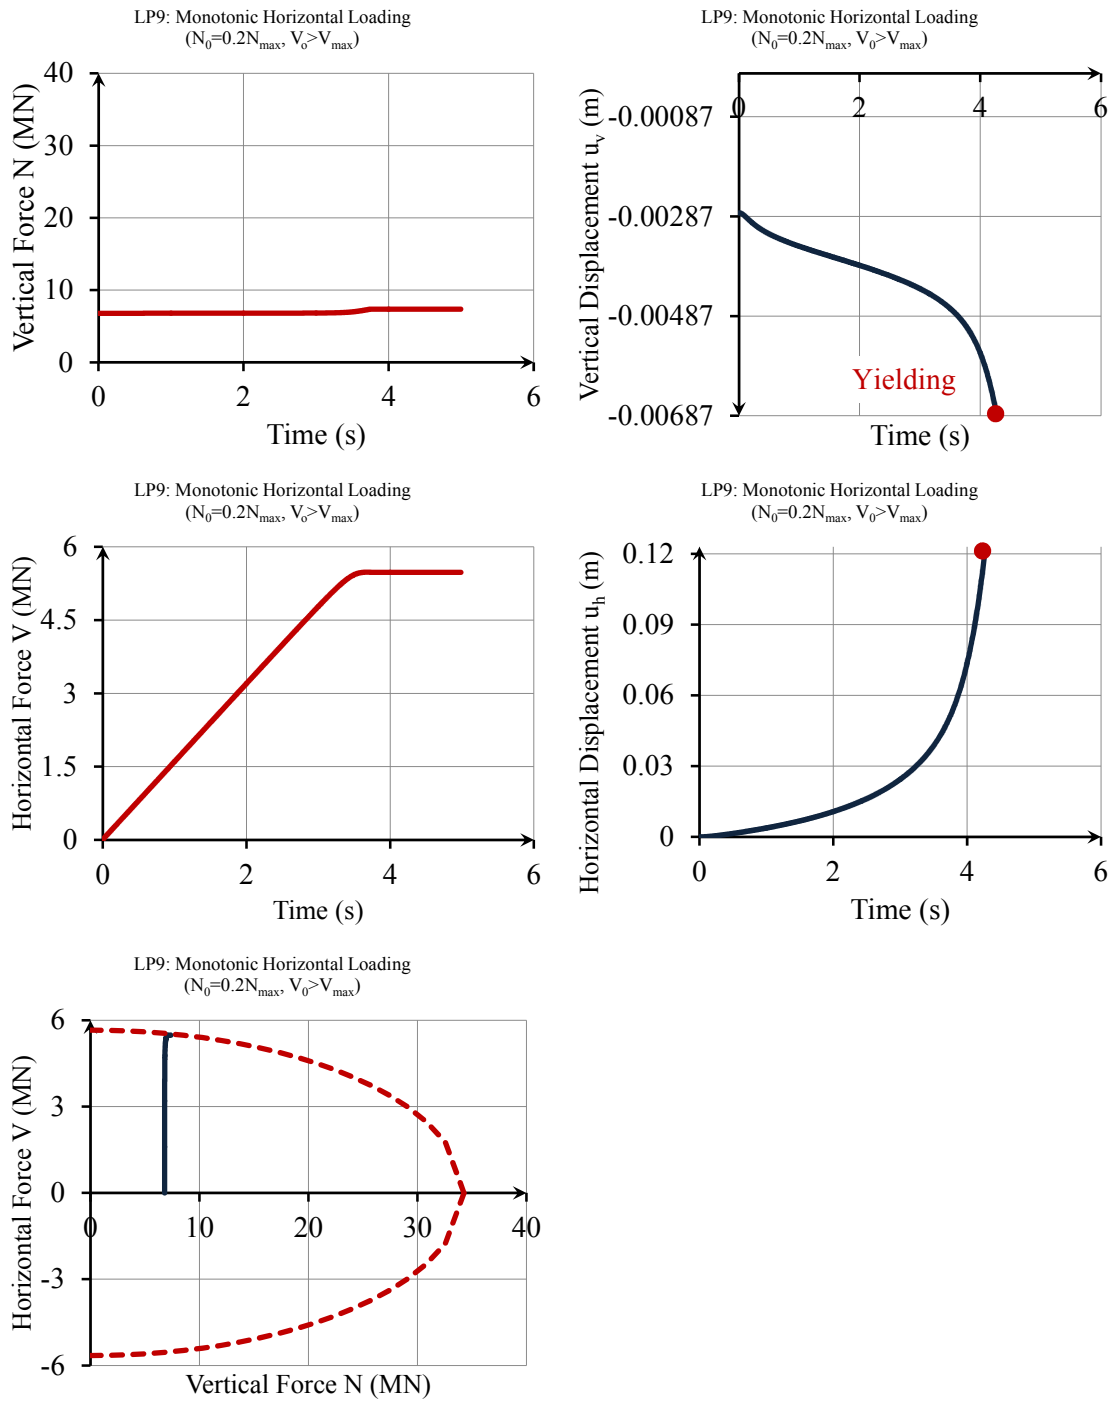 LP9: Monotonic Horizontal Loading
(N0=0.2Nmax, Vo>Vmax)
Vertical Force N (MN)
40
30
20
10
0
0 2 4 6
Time (s)
LP9: Monotonic Horizontal Loading
(N0=0.2Nmax, V0>Vmax)
Vertical Displacement uv (m)
0 2 4 6
-0.00087
-0.00287
-0.00487
-0.00687
Yielding
Time (s)
LP9: Monotonic Horizontal Loading
(N0=0.2Nmax, Vo>Vmax)
Horizontal Force V (MN)
6
4.5
3
1.5
0
0 2 4 6
Time (s)
LP9: Monotonic Horizontal Loading
(N0=0.2Nmax, V0>Vmax)
Horizontal Displacement uh (m)
0.12
0.09
0.06
0.03
0
0 2 4 6
Time (s)
LP9: Monotonic Horizontal Loading
(N0=0.2Nmax, V0>Vmax)
Horizontal Force V (MN)
6
3
0
-3
-6
0 10 20 30 40
Vertical Force N (MN)